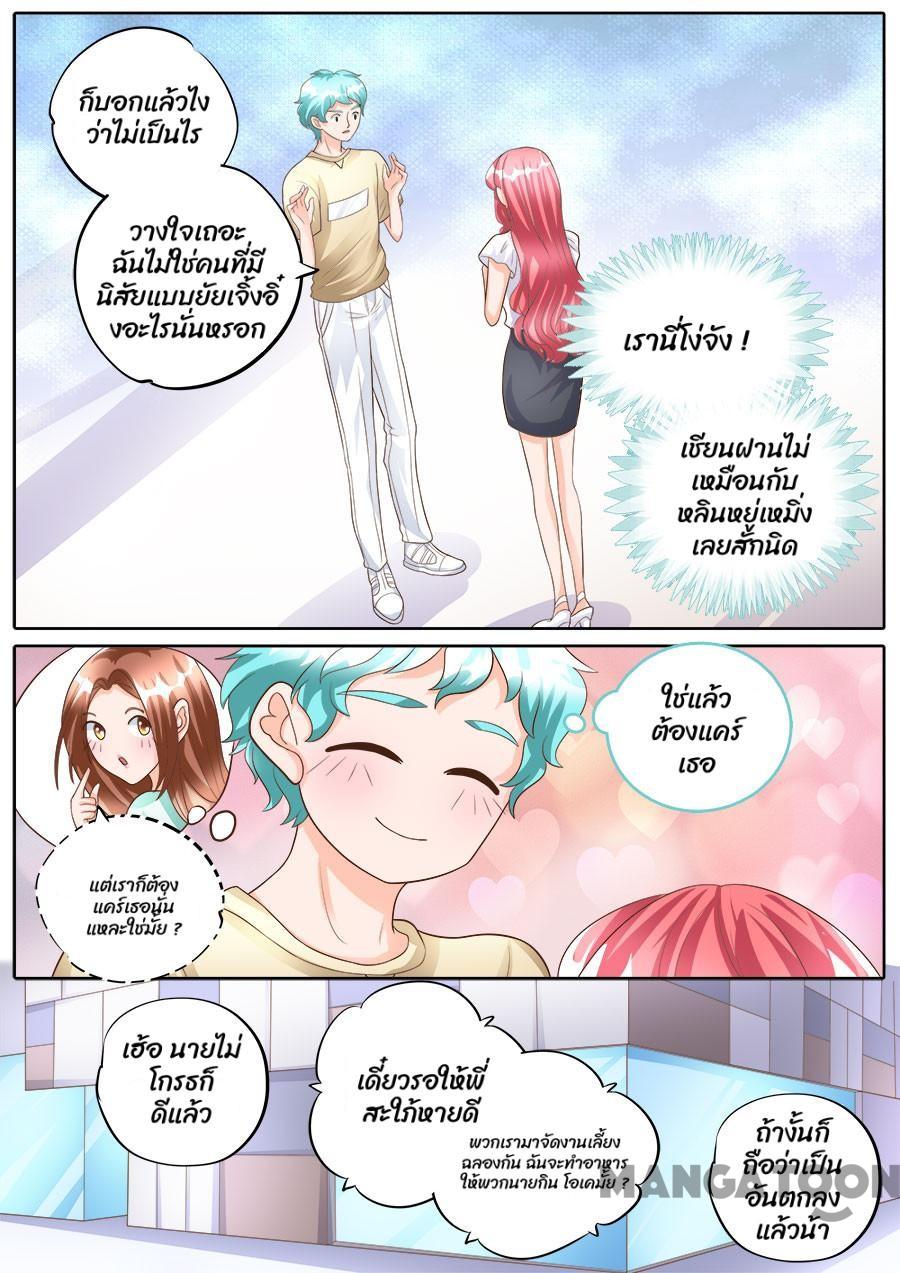 ก็บอกแล้วไง
ว่าไม่เป็นไร
วางใจเถอะ
ฉันไม่ใช่คนที่มี
นิสัยแบบยัยเจิ้งอิ๋
งอะไรนั่นหรอก
เรานี่โง่จัง !
เชียนฝานไม่
เหมือนกับ
หลินหยู่เหมิ่ง
เลยสักนิด
ใช่แล้ว
ต้องแคร์
เธอ
แต่เราก็ต้อง
แคร์เธอนั่น
แหละใช่มั้ย ?
เฮ้อ นายไม่
โกรธก็
ดีแล้ว
เดี๋ยวรอให้พี่
สะใภ้หายดี
พวกเรามาจัดงานเลี้ยง
ฉลองกัน ฉันจะทำอาหาร
ให้พวกนายกิน โอเคมั้ย ?
ถ้างั้นก็
ถือว่าเป็น
อันตกลง
แล้วน้า
MANGATOON